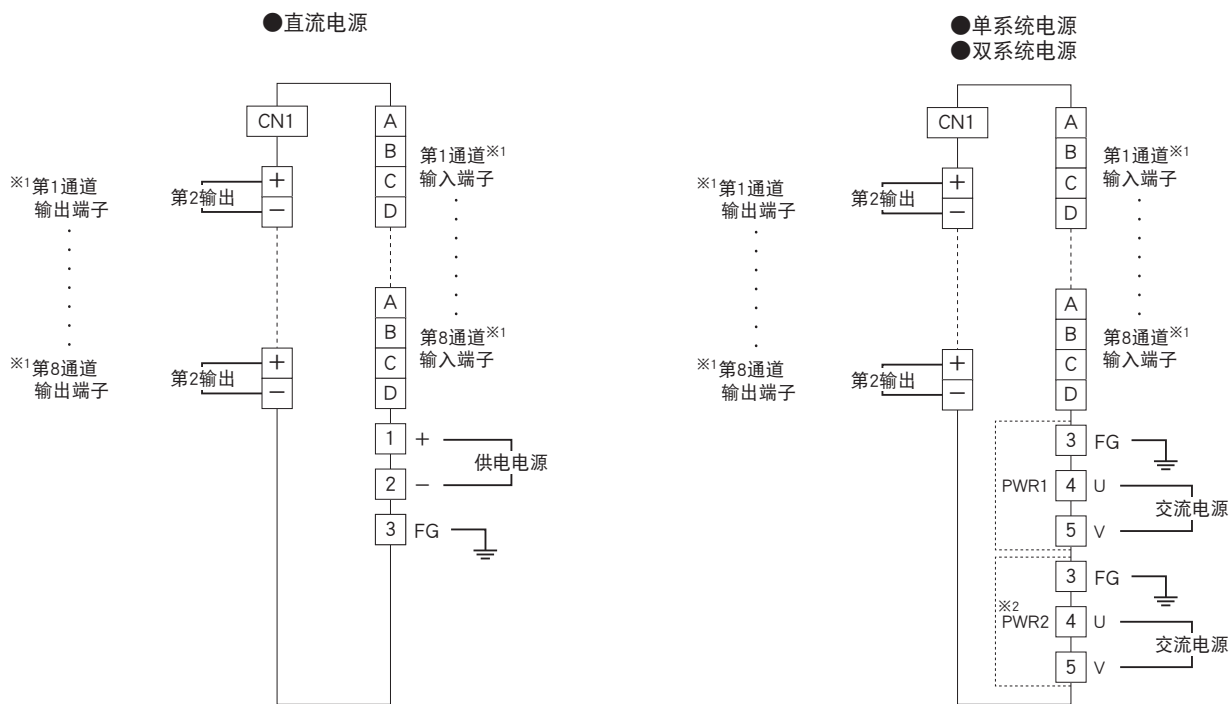 ●直流电源
CN1
A
B
C
D
第1通道※1
输入端子
※1第1通道
输出端子
第2输出
+
−
A
B
C
D
第8通道※1
输入端子
※1第8通道
输出端子
第2输出
+
−
1 +
2 −
供电电源
3 FG
●单系统电源
●双系统电源
CN1
A
B
C
D
第1通道※1
输入端子
※1第1通道
输出端子
第2输出
+
−
A
B
C
D
第8通道※1
输入端子
※1第8通道
输出端子
第2输出
+
−
PWR1
3 FG
4 U
5 V
交流电源
※2
PWR2
3 FG
4 U
5 V
交流电源